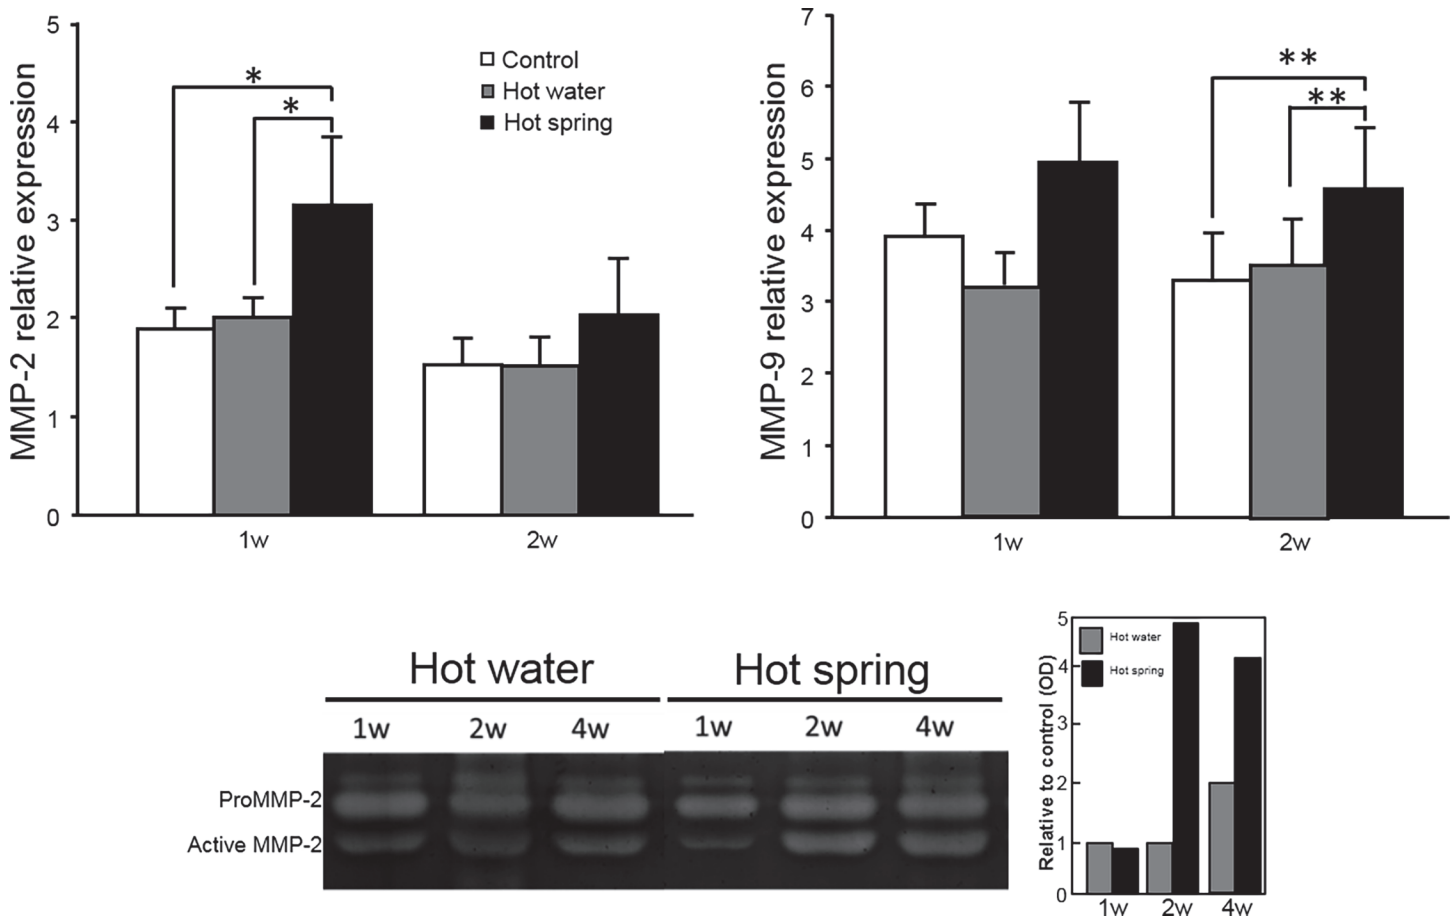 MMP-2 relative expression
5
4
3
2
1
0
*
*
Control
Hot water
Hot spring
1w
2w
MMP-9 relative expression
7
6
5
4
3
2
1
0
**
**
1w
2w
Hot water
Hot spring
1w
2w
4w
1w
2w
4w
ProMMP-2
Active MMP-2
Relative to control (OD)
5
4
3
2
1
0
Hot water
Hot spring
1w
2w
4w